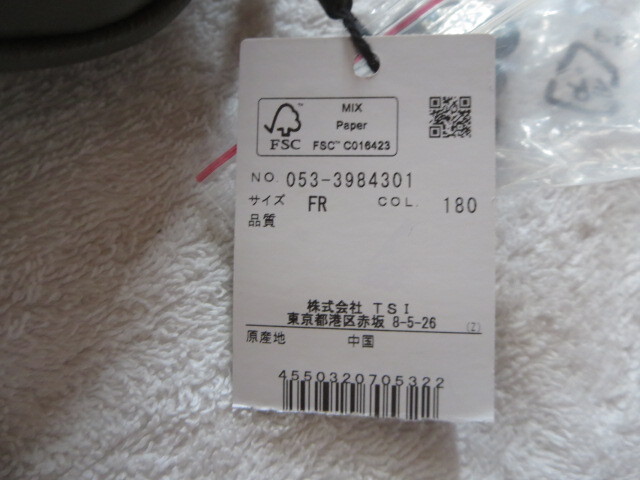 MIX
Paper
FSC
FSC™ C016423
NO. 053-3984301
サイズ FR COL. 180
品質
株式会社 TSI
東京都港区赤坂 8-5-26 (Z)
原産地 中国
4550320705322